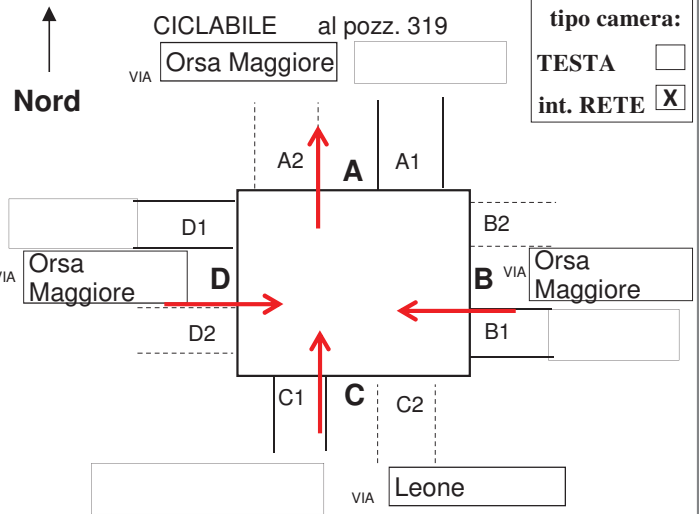 CICLABILE al pozz. 319
tipo camera:
VIA Orsa Maggiore
TESTA
Nord
int. RETE X
A2 A A1
D1 B2
VIA Orsa Maggiore D B VIA Orsa Maggiore
D2 B1
C1 C C2
VIA Leone